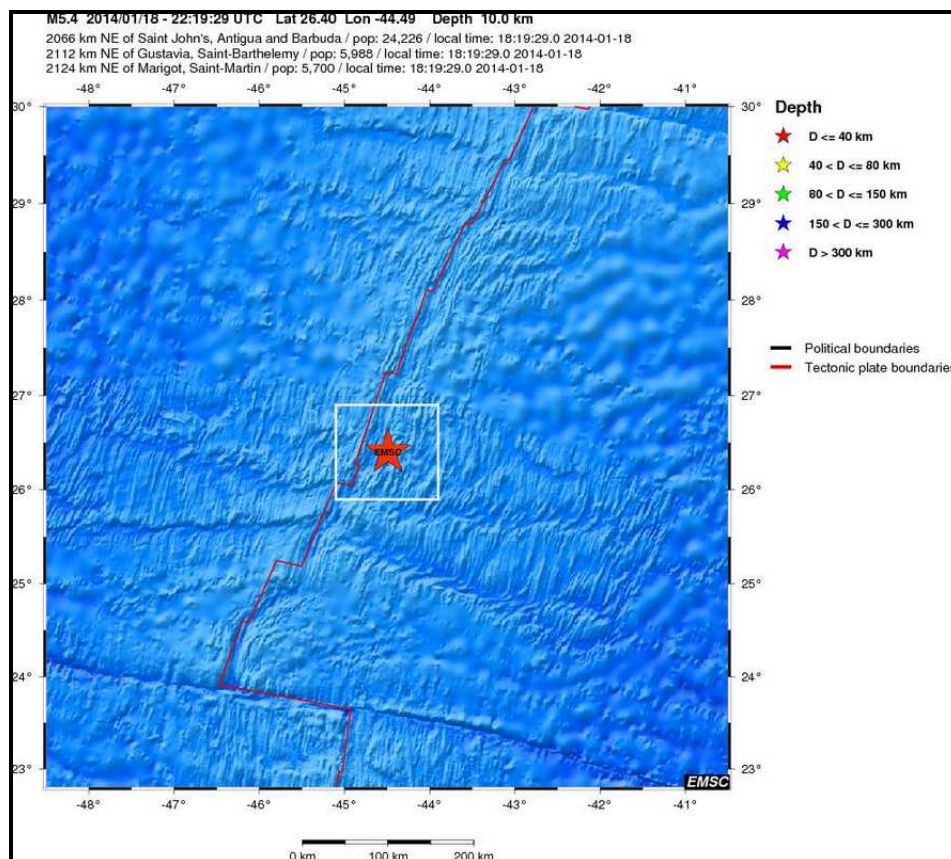 M5.4 2014/01/18 - 22:19:29 UTC Lat 26.40 Lon -44.49 Depth 10.0 km
2066 km NE of Saint John's, Antigua and Barbuda / pop: 24,226 / local time: 18:19:29.0 2014-01-18
2112 km NE of Gustavia, Saint-Barthelemy / pop: 5,988 / local time: 18:19:29.0 2014-01-18
2124 km NE of Marigot, Saint-Martin / pop: 5,700 / local time: 18:19:29.0 2014-01-18
-48° -47° -46° -45° -44° -43° -42° -41°
30° 30°
29° 29°
28° 28°
27° 27°
26° 26°
25° 25°
24° 24°
23° 23°
EMSC
EMSC
-48° -47° -46° -45° -44° -43° -42° -41°
0 km 100 km 200 km
Depth
D <= 40 km
40 < D <= 80 km
80 < D <= 150 km
150 < D <= 300 km
D > 300 km
Political boundaries
Tectonic plate boundaries